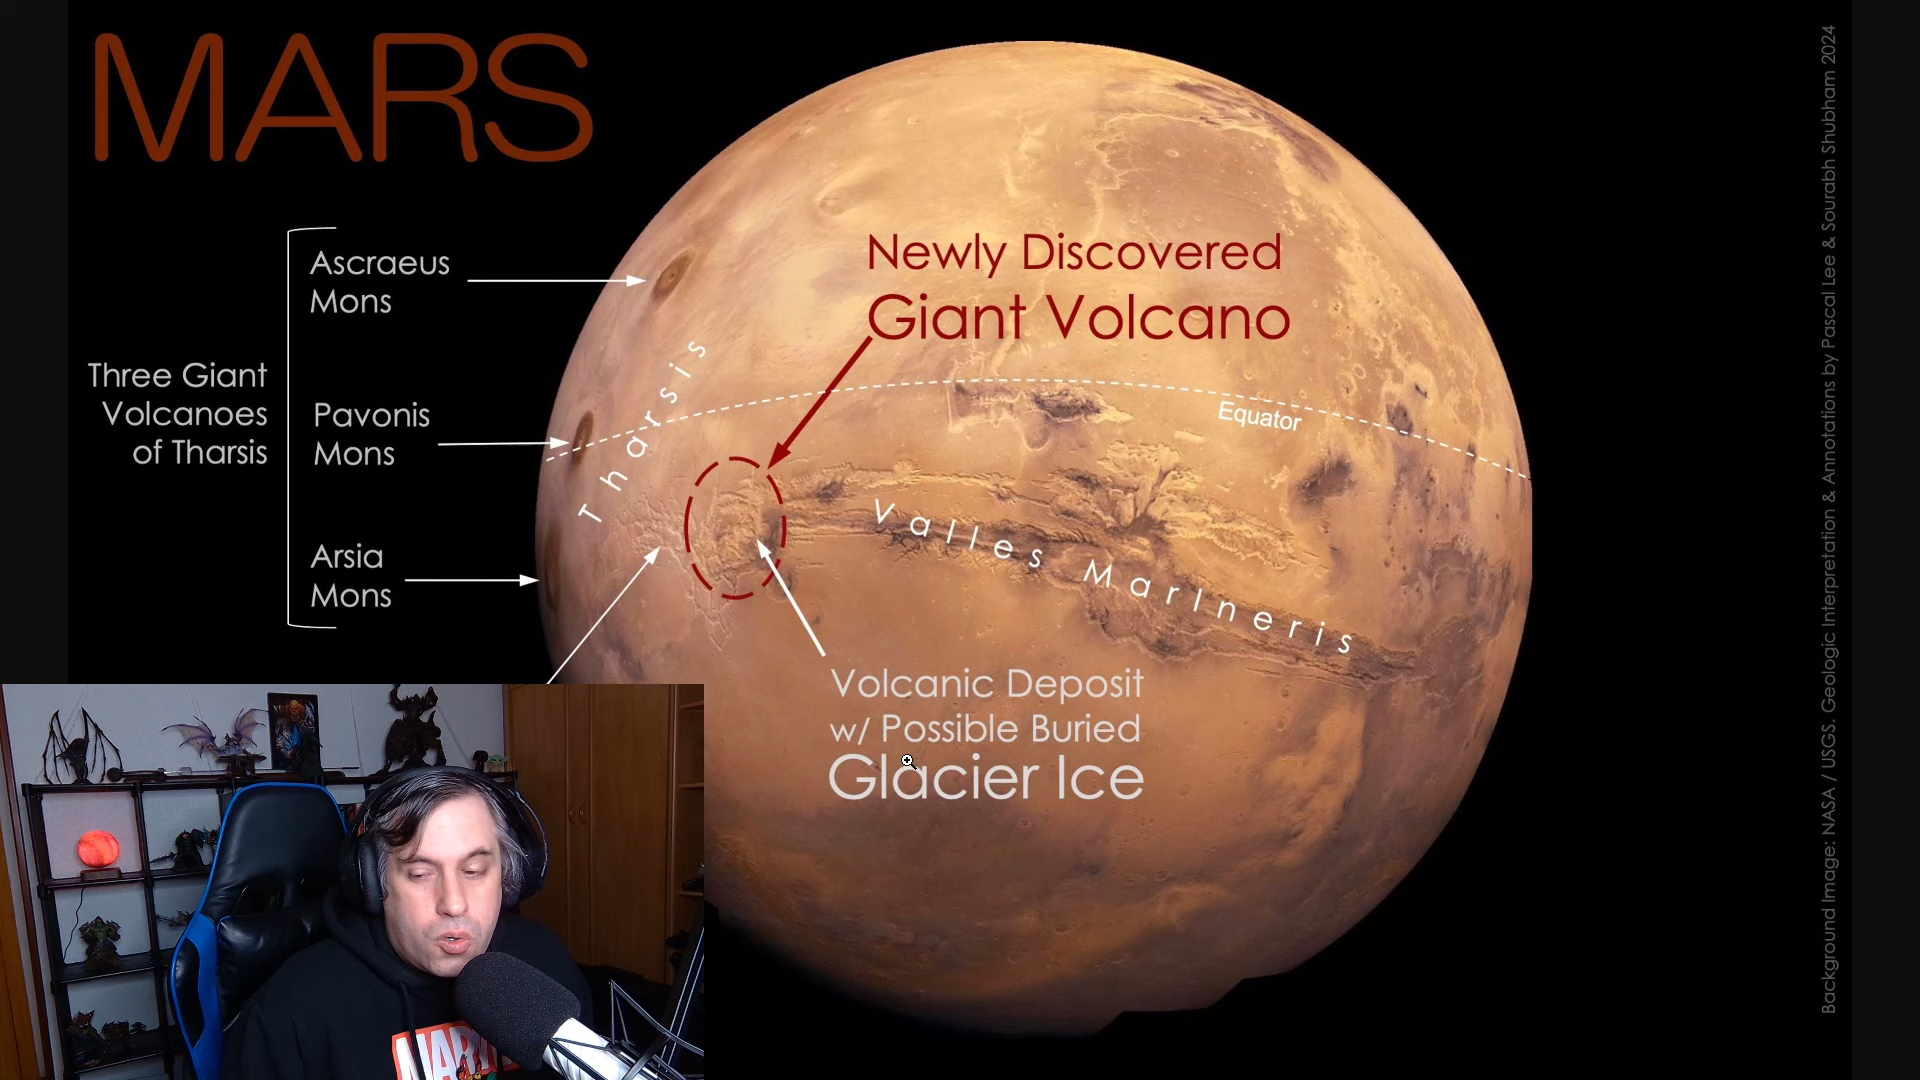 MARS
Newly Discovered
Giant Volcano
Ascraeus
Mons
Three Giant
Volcanoes
of Tharsis
Pavonis
Mons
Arsia
Mons
Tharsis
Equator
Valles MarIneris
Volcanic Deposit
w/ Possible Buried
Glacier Ice
Background Image: NASA / USGS. Geologic Interpretation & Annotations by Pascal Lee & Sourabh Shubham 2024